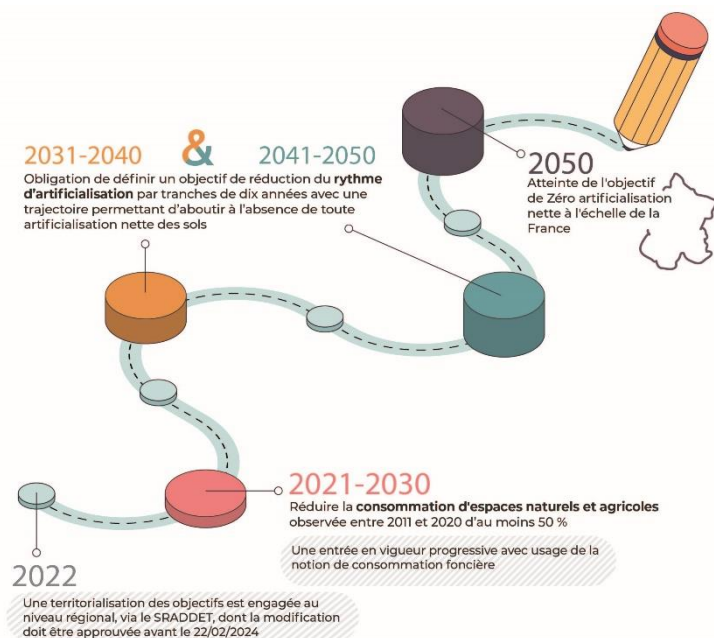 2031-2040 & 2041-2050
Obligation de définir un objectif de réduction du rythme
d'artificialisation par tranches de dix années avec une
trajectoire permettant d'aboutir à l'absence de toute
artificialisation nette des sols
2050
Atteinte de l'objectif
de Zéro artificialisation
nette à l'échelle de la
France
2021-2030
Réduire la consommation d'espaces naturels et agricoles
observée entre 2011 et 2020 d'au moins 50 %
Une entrée en vigueur progressive avec usage de la
notion de consommation foncière
2022
Une territorialisation des objectifs est engagée au
niveau régional, via le SRADDET, dont la modification
doit être approuvée avant le 22/02/2024